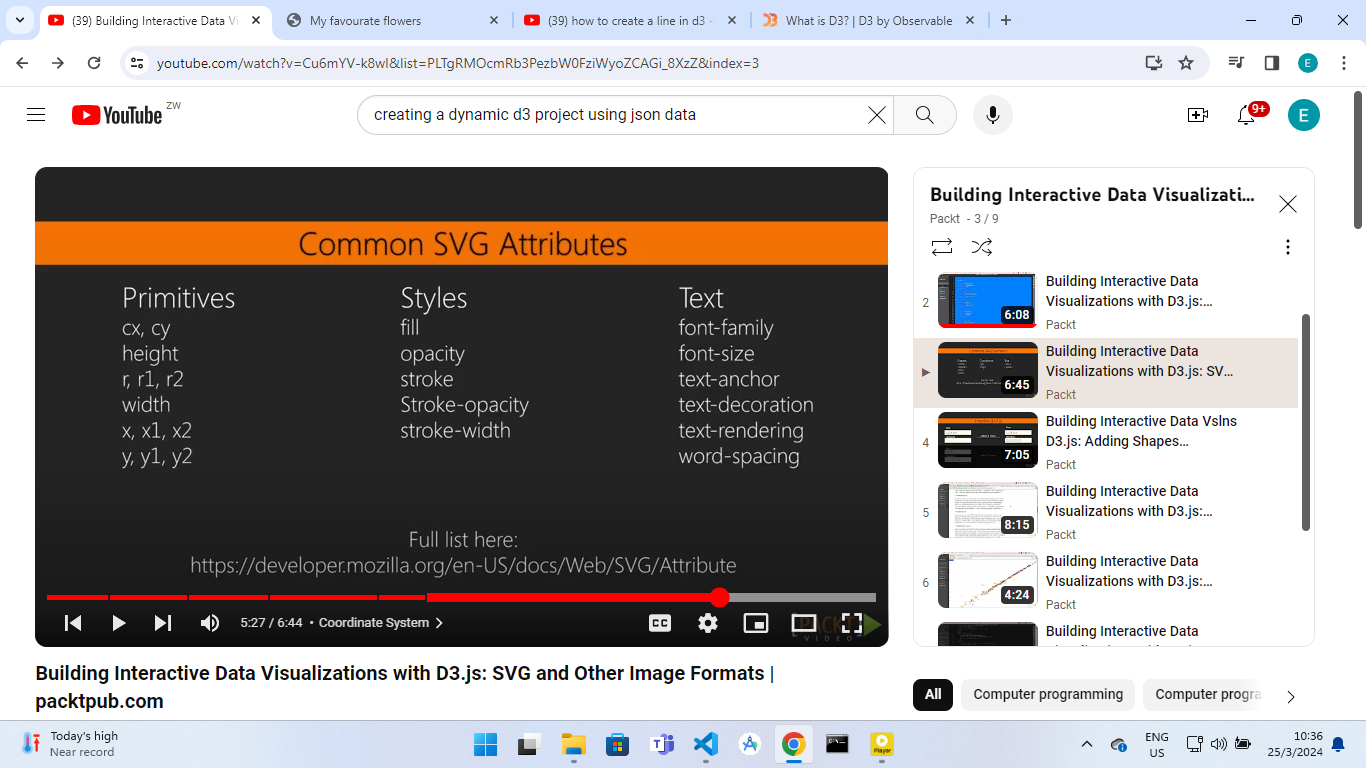 (39) Building Interactive Data Vi
My favourate flowers
(39) how to create a line in d3 -
What is D3? | D3 by Observable
youtube.com/watch?v=Cu6mYV-k8wI&list=PLTgRMOcmRb3PezbW0FziWyoZCAGi_8XzZ&index=3
E
YouTube
ZW
creating a dynamic d3 project using json data
9+
E
Common SVG Attributes
Primitives
cx, cy
height
r, r1, r2
width
x, x1, x2
y, y1, y2
Styles
fill
opacity
stroke
Stroke-opacity
stroke-width
Text
font-family
font-size
text-anchor
text-decoration
text-rendering
word-spacing
Full list here:
https://developer.mozilla.org/en-US/docs/Web/SVG/Attribute
5:27 / 6:44 • Coordinate System
PACKT
VIDEO
Building Interactive Data Visualizations with D3.js: SVG and Other Image Formats |
packtpub.com
Building Interactive Data Visualizati...
Packt - 3 / 9
2
6:08
Building Interactive Data
Visualizations with D3.js:...
Packt
6:45
Building Interactive Data
Visualizations with D3.js: SV...
Packt
4
7:05
Building Interactive Data Vslns
D3.js: Adding Shapes...
Packt
5
8:15
Building Interactive Data
Visualizations with D3.js:...
Packt
6
4:24
Building Interactive Data
Visualizations with D3.js:...
Packt
Building Interactive Data
All
Computer programming
Computer progra
Today's high
Near record
Player
ENG
US
10:36
25/3/2024